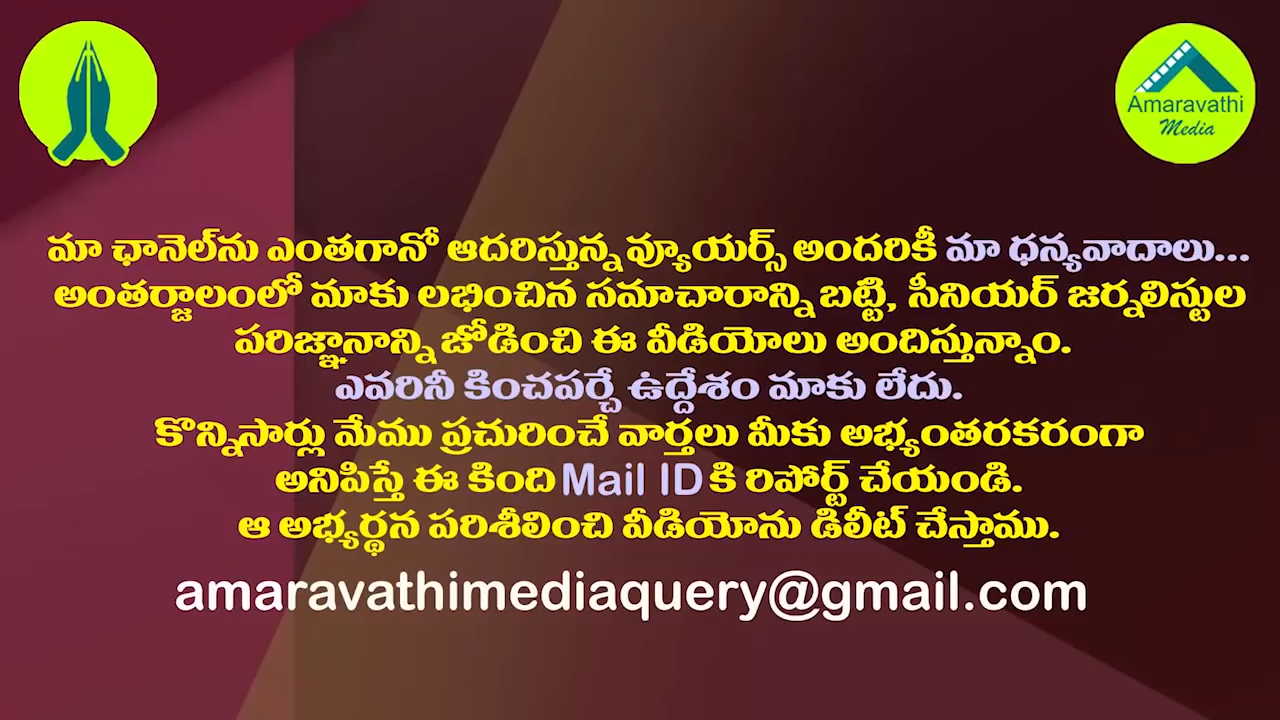 Amaravathi
Media
మా ఛానెల్‌ను ఎంతగానో ఆదరిస్తున్న వ్యూయర్స్ అందరికీ మా ధన్యవాదాలు...
అంతర్జాలంలో మాకు లభించిన సమాచారాన్ని బట్టి, సీనియర్ జర్నలిస్టుల
పరిజ్ఞానాన్ని జోడించి ఈ వీడియోలు అందిస్తున్నాం.
ఎవరినీ కించపర్చే ఉద్దేశం మాకు లేదు.
కొన్నిసార్లు మేము ప్రచురించే వార్తలు మీకు అభ్యంతరకరంగా
అనిపిస్తే ఈ కింది Mail ID కి రిపోర్ట్ చేయండి.
ఆ అభ్యర్థన పరిశీలించి వీడియోను డిలీట్ చేస్తాము.
amaravathimediaquery@gmail.com